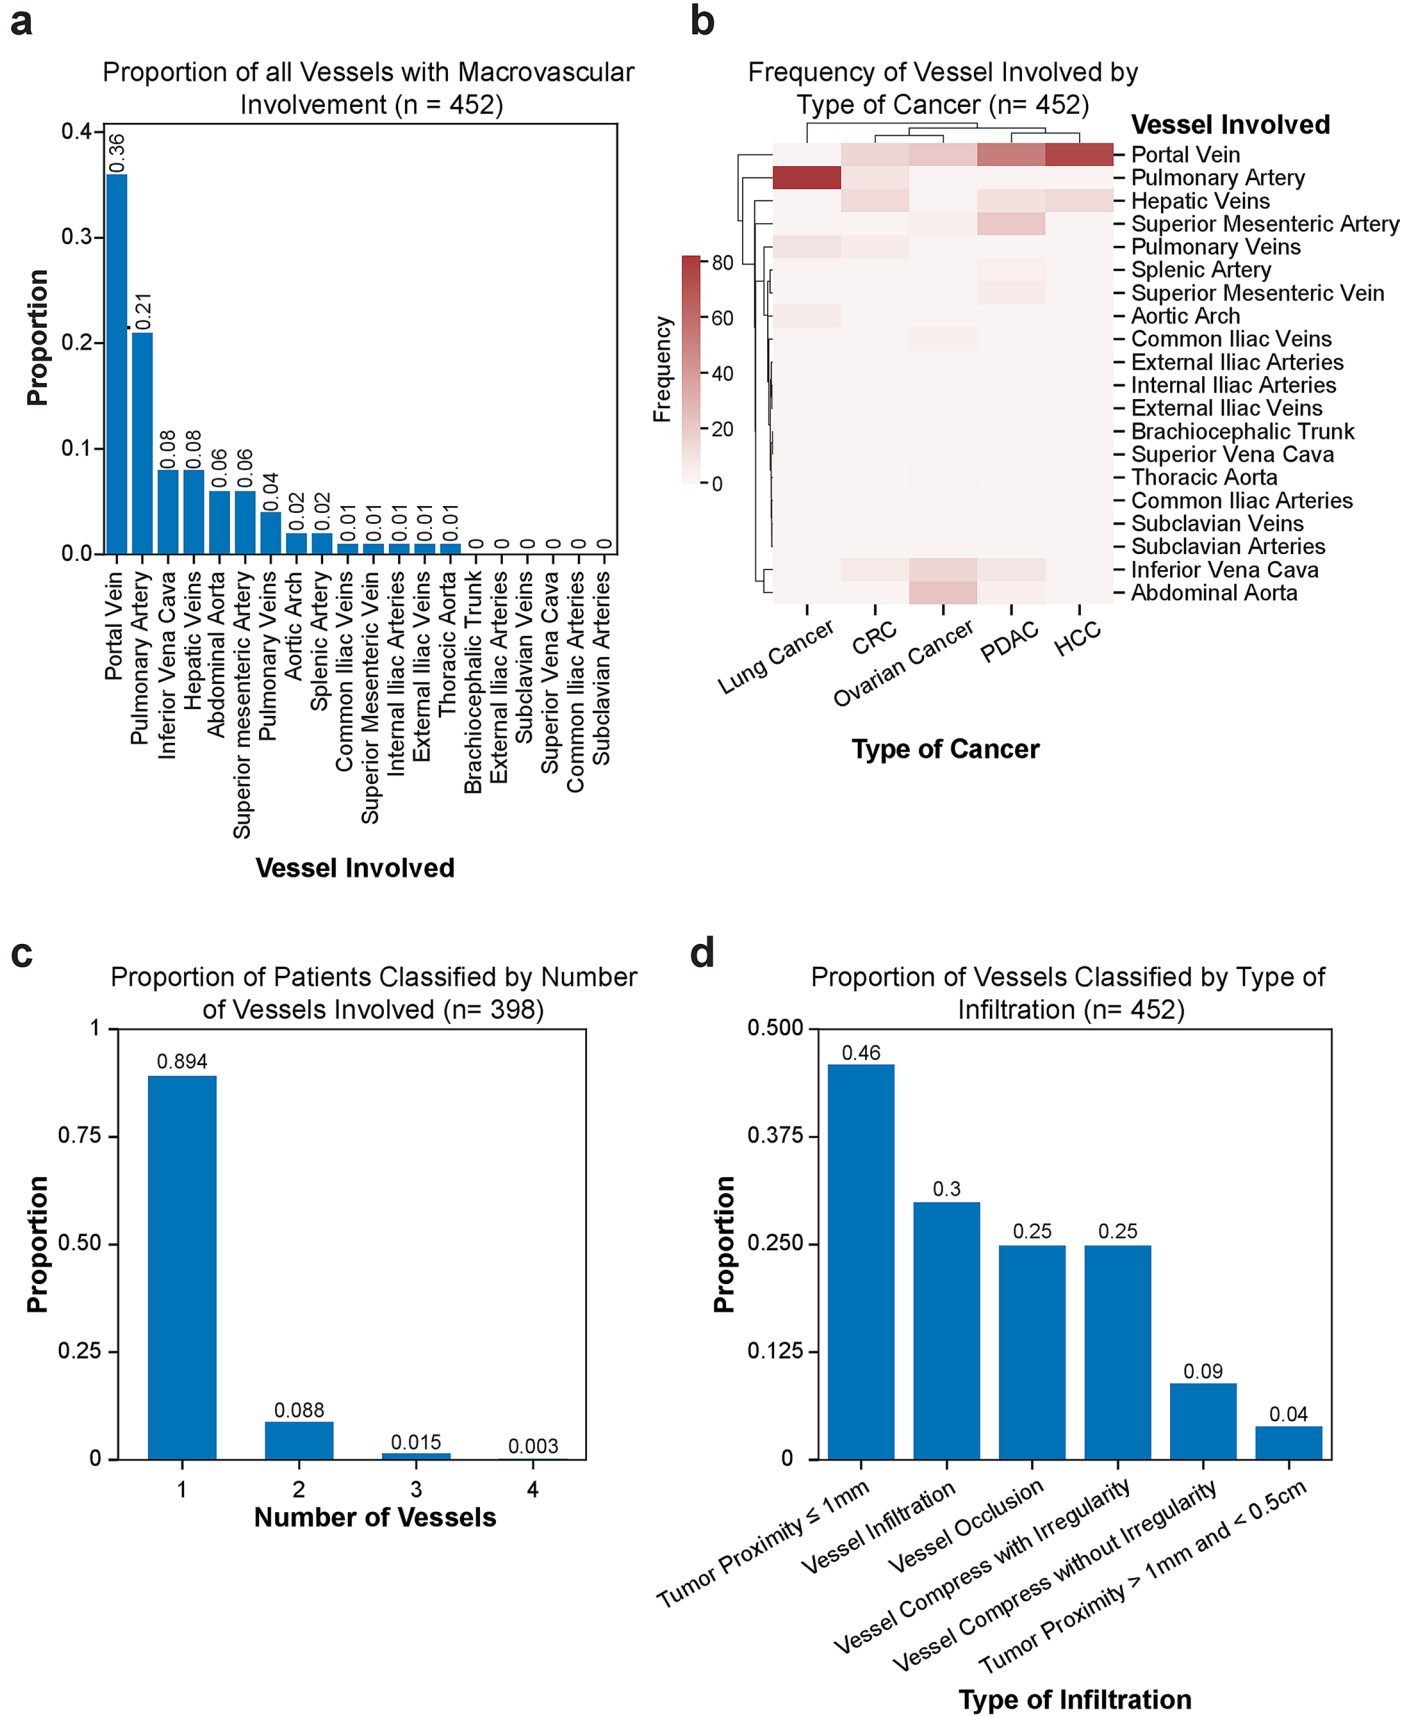 a
Proportion of all Vessels with Macrovascular
Involvement (n = 452)
Proportion
0.4
0.3
0.2
0.1
0.0
0.36
0.21
0.08
0.08
0.06
0.06
0.04
0.02
0.02
0.01
0.01
0.01
0.01
0.01
0
0
0
0
0
0
Portal Vein
Pulmonary Artery
Inferior Vena Cava
Hepatic Veins
Abdominal Aorta
Superior mesenteric Artery
Pulmonary Veins
Aortic Arch
Splenic Artery
Common Iliac Veins
Superior Mesenteric Vein
Internal Iliac Arteries
External Iliac Veins
Thoracic Aorta
Brachiocephalic Trunk
External Iliac Arteries
Subclavian Veins
Superior Vena Cava
Common Iliac Arteries
Subclavian Arteries
Vessel Involved
b
Frequency of Vessel Involved by
Type of Cancer (n= 452)
Vessel Involved
Portal Vein
Pulmonary Artery
Hepatic Veins
Superior Mesenteric Artery
Pulmonary Veins
Splenic Artery
Superior Mesenteric Vein
Aortic Arch
Common Iliac Veins
External Iliac Arteries
Internal Iliac Arteries
External Iliac Veins
Brachiocephalic Trunk
Superior Vena Cava
Thoracic Aorta
Common Iliac Arteries
Subclavian Veins
Subclavian Arteries
Inferior Vena Cava
Abdominal Aorta
Frequency
80
60
40
20
0
Lung Cancer
CRC
Ovarian Cancer
PDAC
HCC
Type of Cancer
c
Proportion of Patients Classified by Number
of Vessels Involved (n= 398)
Proportion
1
0.75
0.50
0.25
0
0.894
0.088
0.015
0.003
1
2
3
4
Number of Vessels
d
Proportion of Vessels Classified by Type of
Infiltration (n= 452)
Proportion
0.500
0.375
0.250
0.125
0
0.46
0.3
0.25
0.25
0.09
0.04
Tumor Proximity ≤ 1mm
Vessel Infiltration
Vessel Occlusion
Vessel Compress with Irregularity
Vessel Compress without Irregularity
Tumor Proximity > 1mm and < 0.5cm
Type of Infiltration